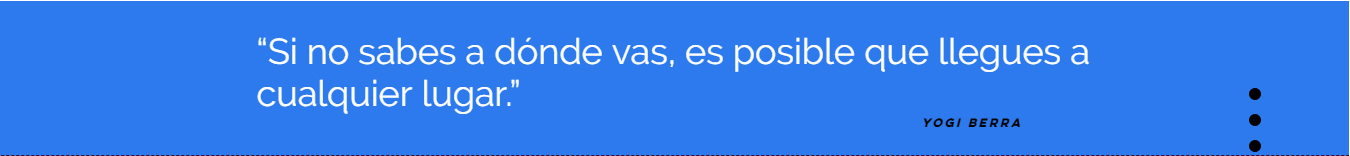 “Si no sabes a dónde vas, es posible que llegues a
cualquier lugar.”
YOGI BERRA